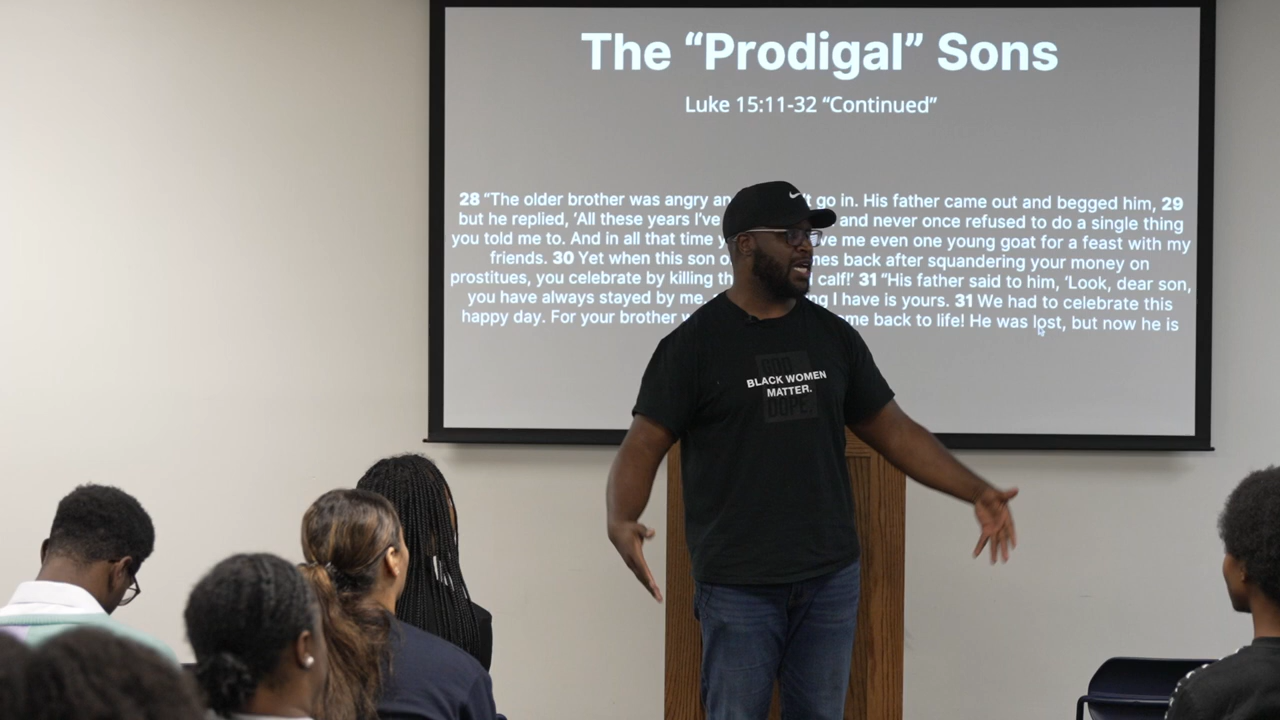 The “Prodigal” Sons
Luke 15:11-32 “Continued”
28 “The older brother was angry an t go in. His father came out and begged him, 29
but he replied, ‘All these years I’ve and never once refused to do a single thing
you told me to. And in all that time y ve me even one young goat for a feast with my
friends. 30 Yet when this son o mes back after squandering your money on
prostitues, you celebrate by killing th calf!’ 31 “His father said to him, ‘Look, dear son,
you have always stayed by me, ng I have is yours. 31 We had to celebrate this
happy day. For your brother w me back to life! He was lost, but now he is
BLACK WOMEN
MATTER.
DOPE.